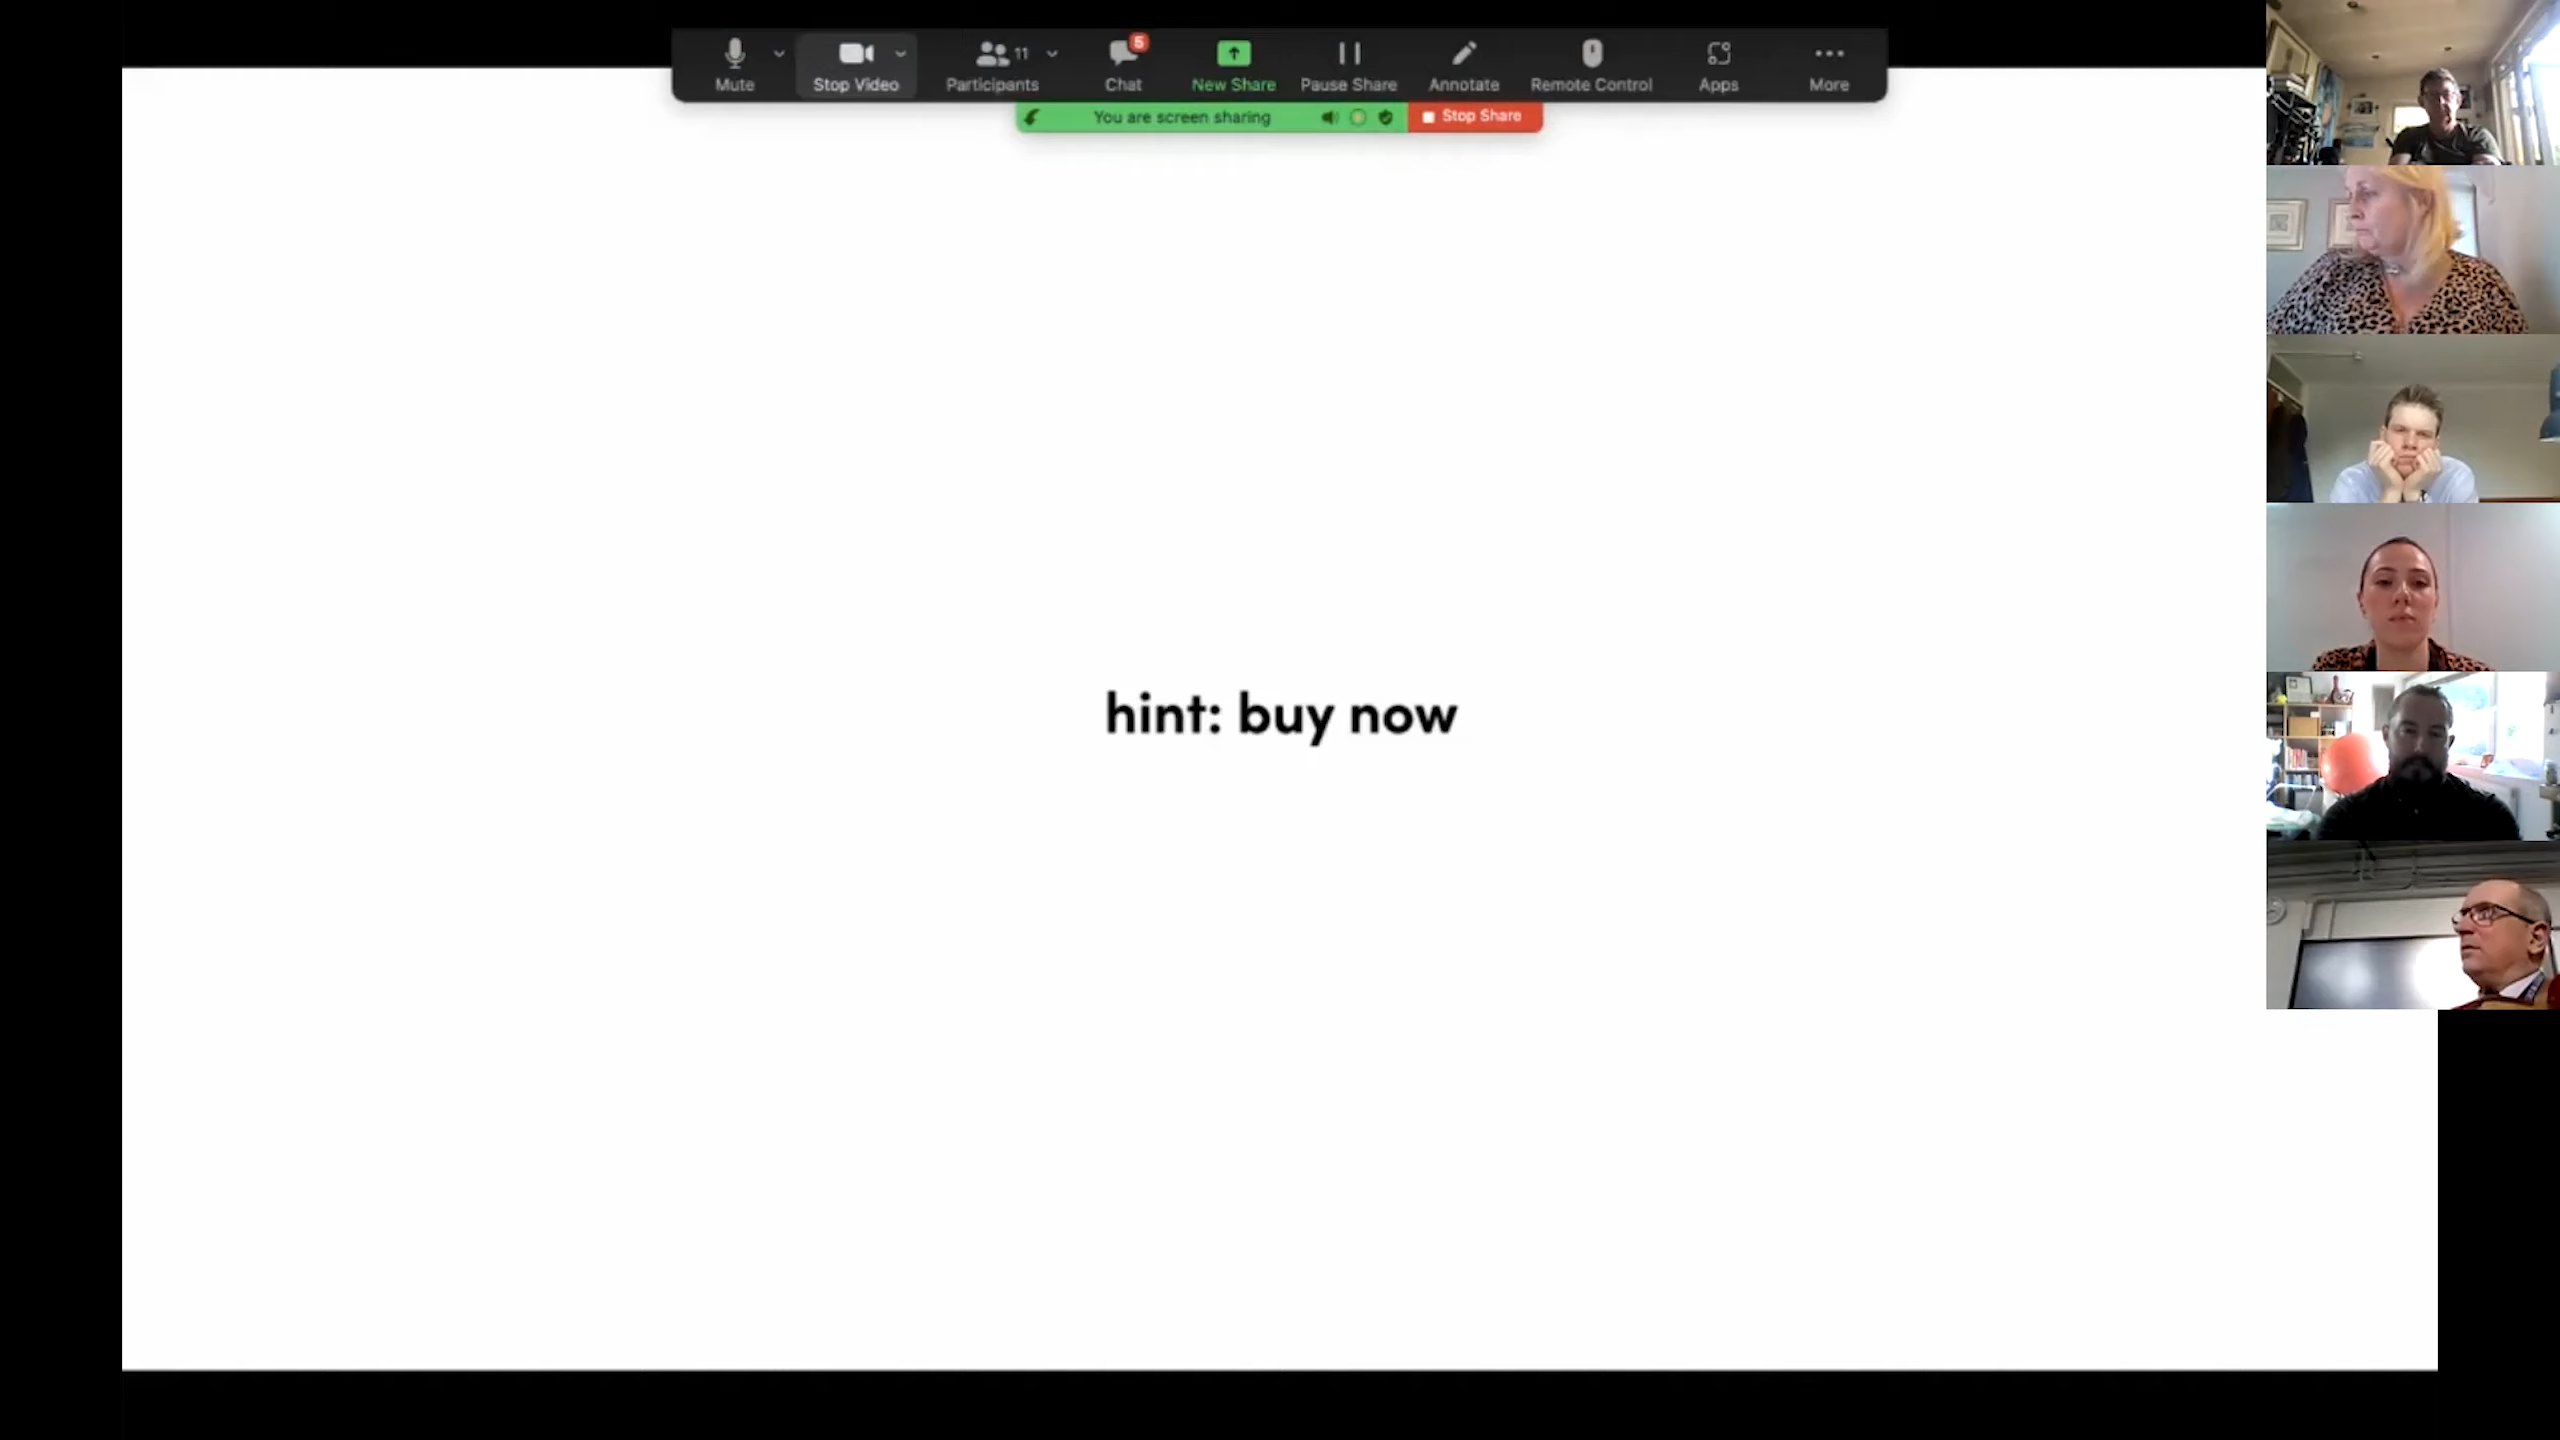 Mute
Stop Video
Participants
11
Chat
5
New Share
Pause Share
Annotate
Remote Control
Apps
More
You are screen sharing
Stop Share
hint: buy now